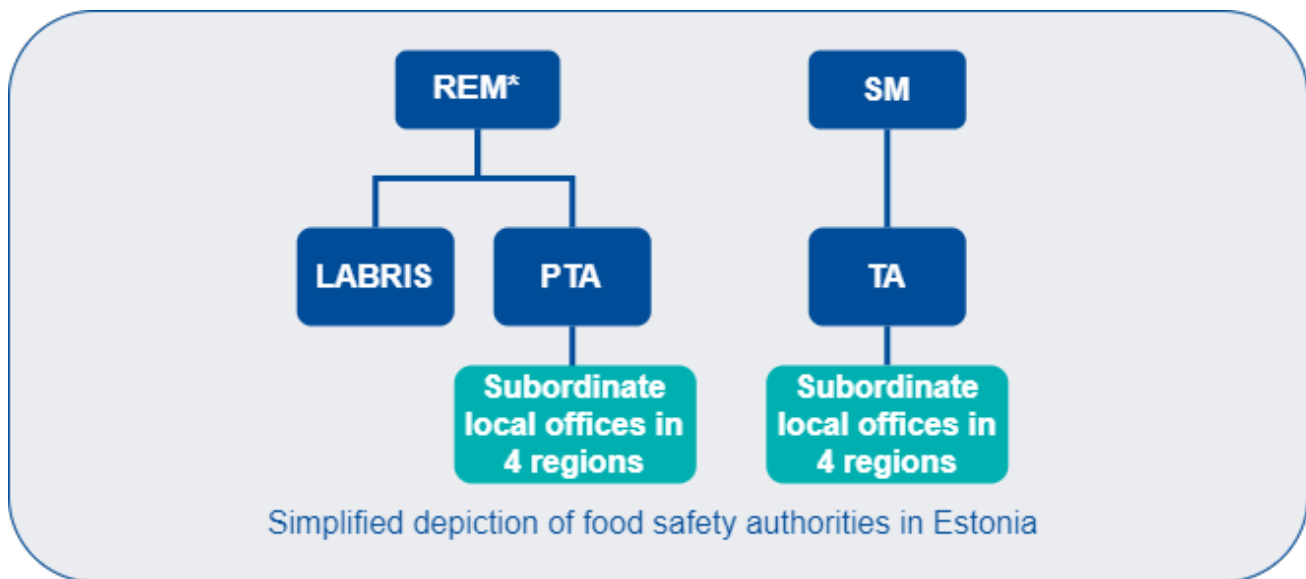 REM*
SM
LABRIS
PTA
TA
Subordinate
local offices in
4 regions
Subordinate
local offices in
4 regions
Simplified depiction of food safety authorities in Estonia